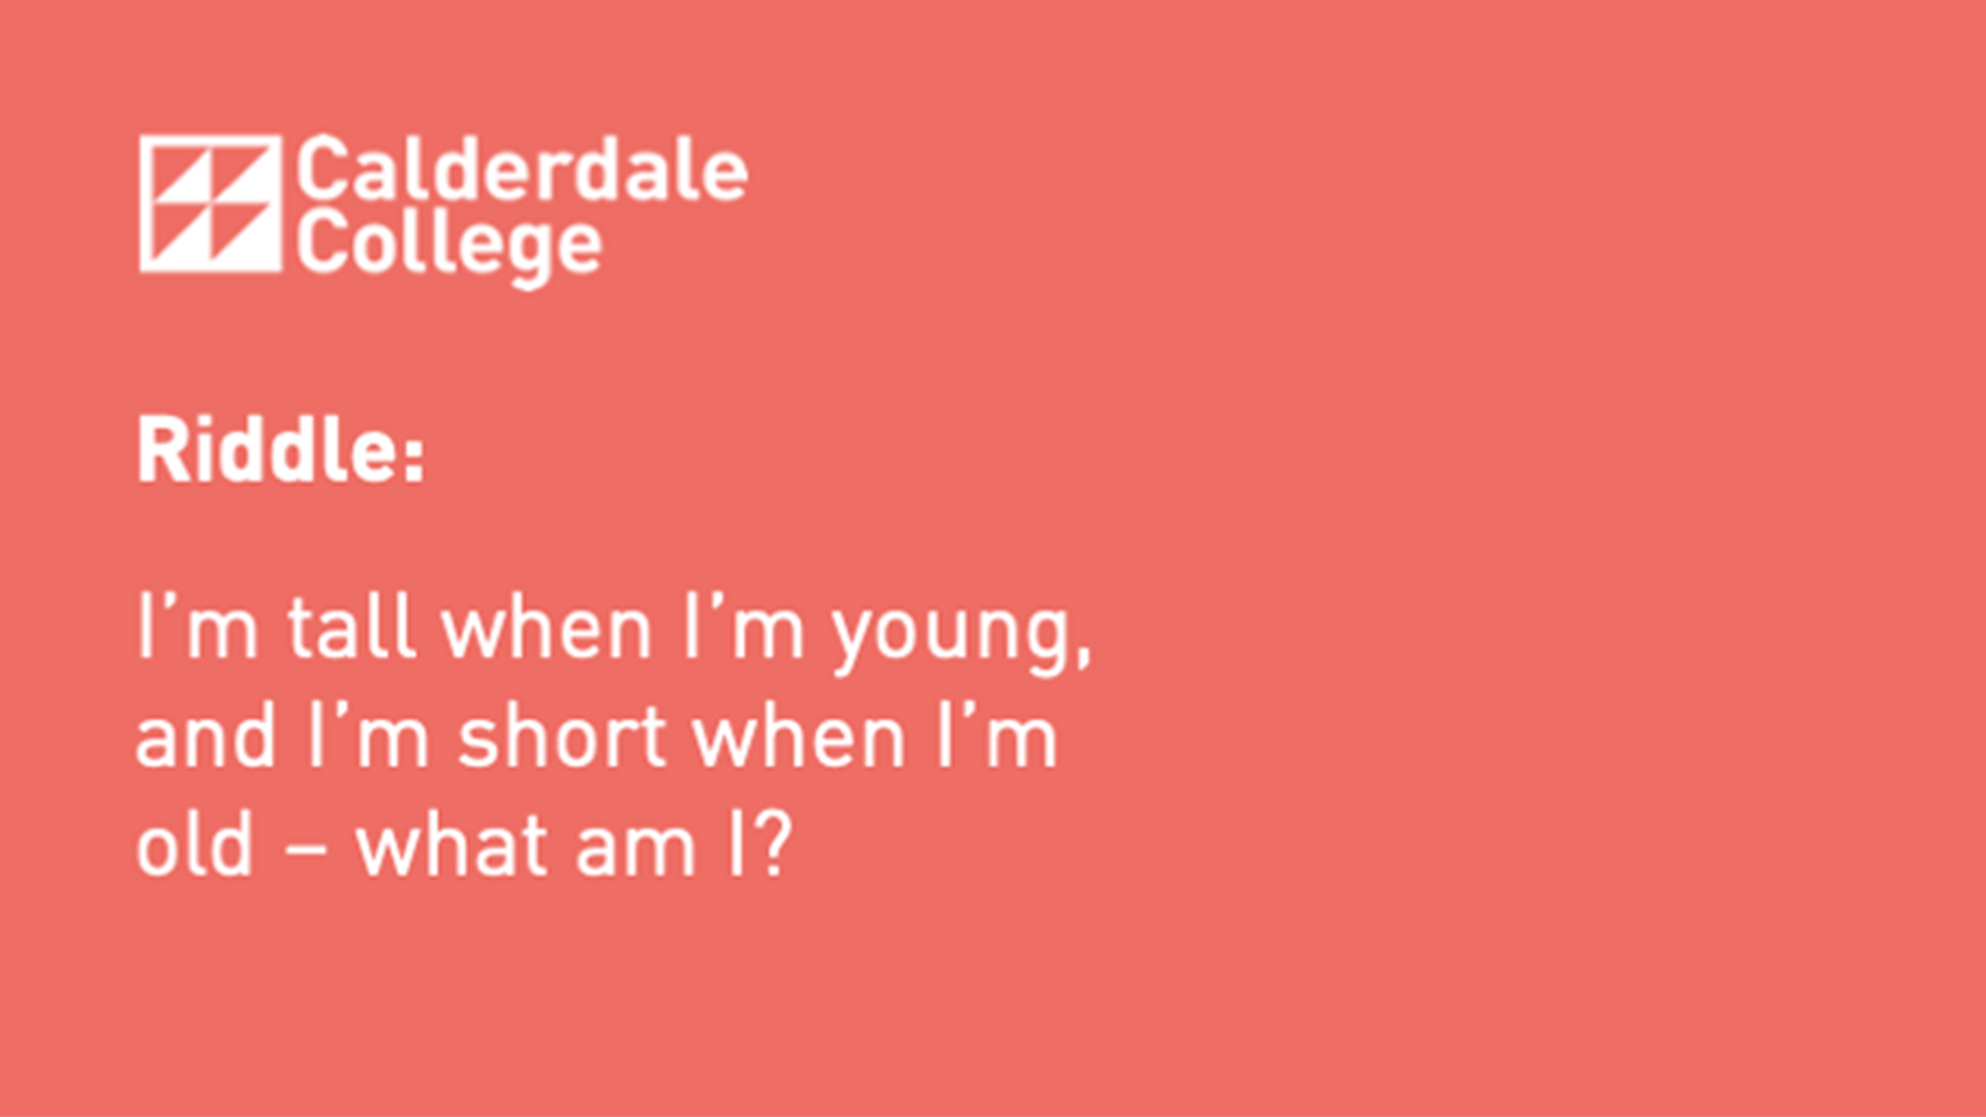 Calderdale
College
Riddle:
I’m tall when I’m young,
and I’m short when I’m
old – what am I?